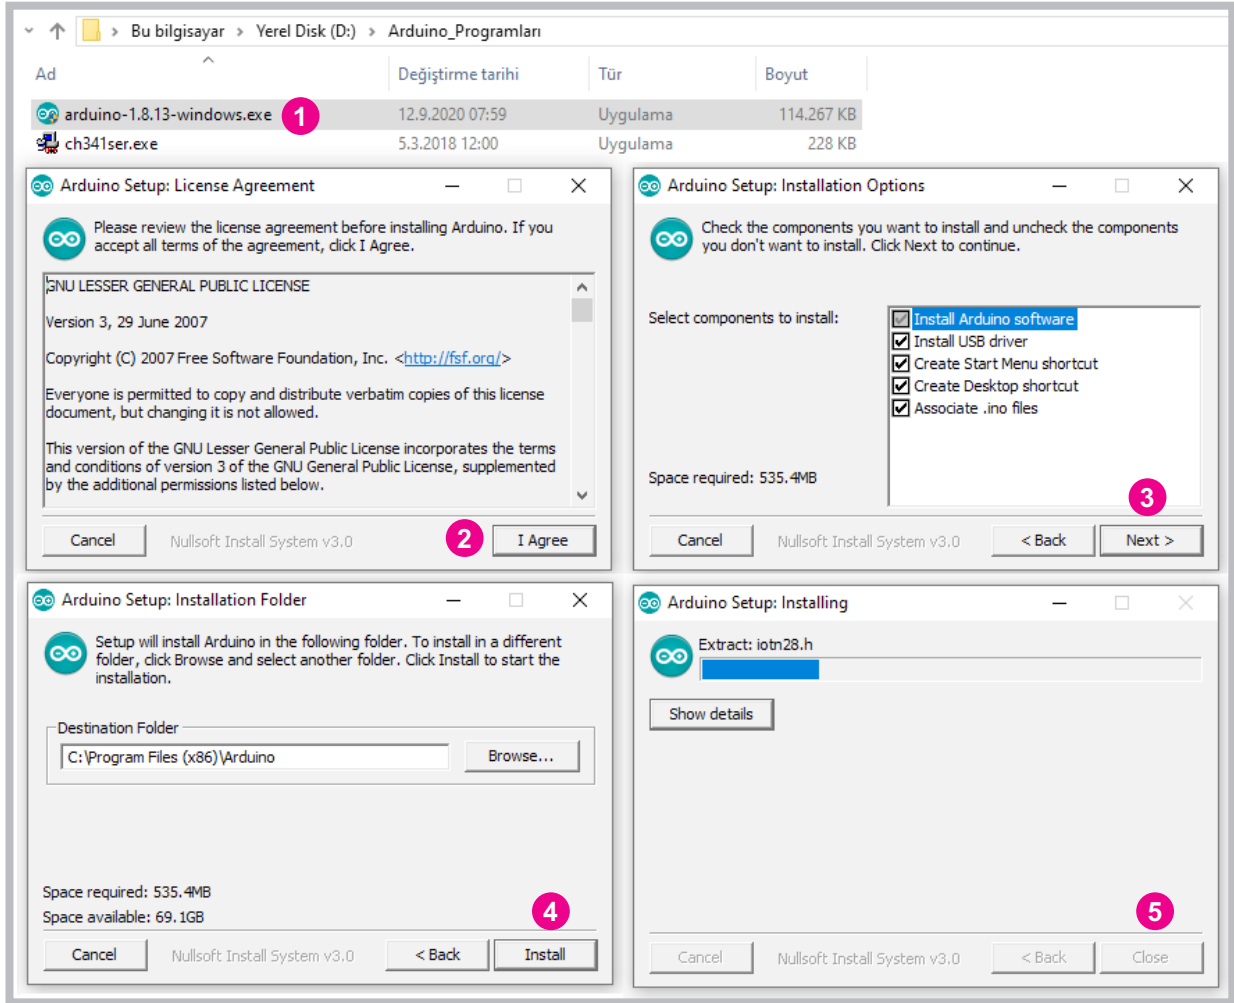 Bu bilgisayar > Yerel Disk (D:) > Arduino_Programları
Ad Değiştirme tarihi Tür Boyut
arduino-1.8.13-windows.exe 1 12.9.2020 07:59 Uygulama 114.267 KB
ch341ser.exe 5.3.2018 12:00 Uygulama 228 KB
Arduino Setup: License Agreement
Please review the license agreement before installing Arduino. If you
accept all terms of the agreement, click I Agree.
GNU LESSER GENERAL PUBLIC LICENSE
Version 3, 29 June 2007
Copyright (C) 2007 Free Software Foundation, Inc. <http://fsf.org/>
Everyone is permitted to copy and distribute verbatim copies of this license
document, but changing it is not allowed.
This version of the GNU Lesser General Public License incorporates the terms
and conditions of version 3 of the GNU General Public License, supplemented
by the additional permissions listed below.
Cancel Nullsoft Install System v3.0 2 I Agree
Arduino Setup: Installation Options
Check the components you want to install and uncheck the components
you don't want to install. Click Next to continue.
Select components to install:
Install Arduino software
Install USB driver
Create Start Menu shortcut
Create Desktop shortcut
Associate .ino files
Space required: 535.4MB
3
Cancel Nullsoft Install System v3.0 < Back Next >
Arduino Setup: Installation Folder
Setup will install Arduino in the following folder. To install in a different
folder, click Browse and select another folder. Click Install to start the
installation.
Destination Folder
C:\Program Files (x86)\Arduino Browse...
Space required: 535.4MB
Space available: 69.1GB
4
Cancel Nullsoft Install System v3.0 < Back Install
Arduino Setup: Installing
Extract: iotn28.h
Show details
5
Cancel Nullsoft Install System v3.0 < Back Close